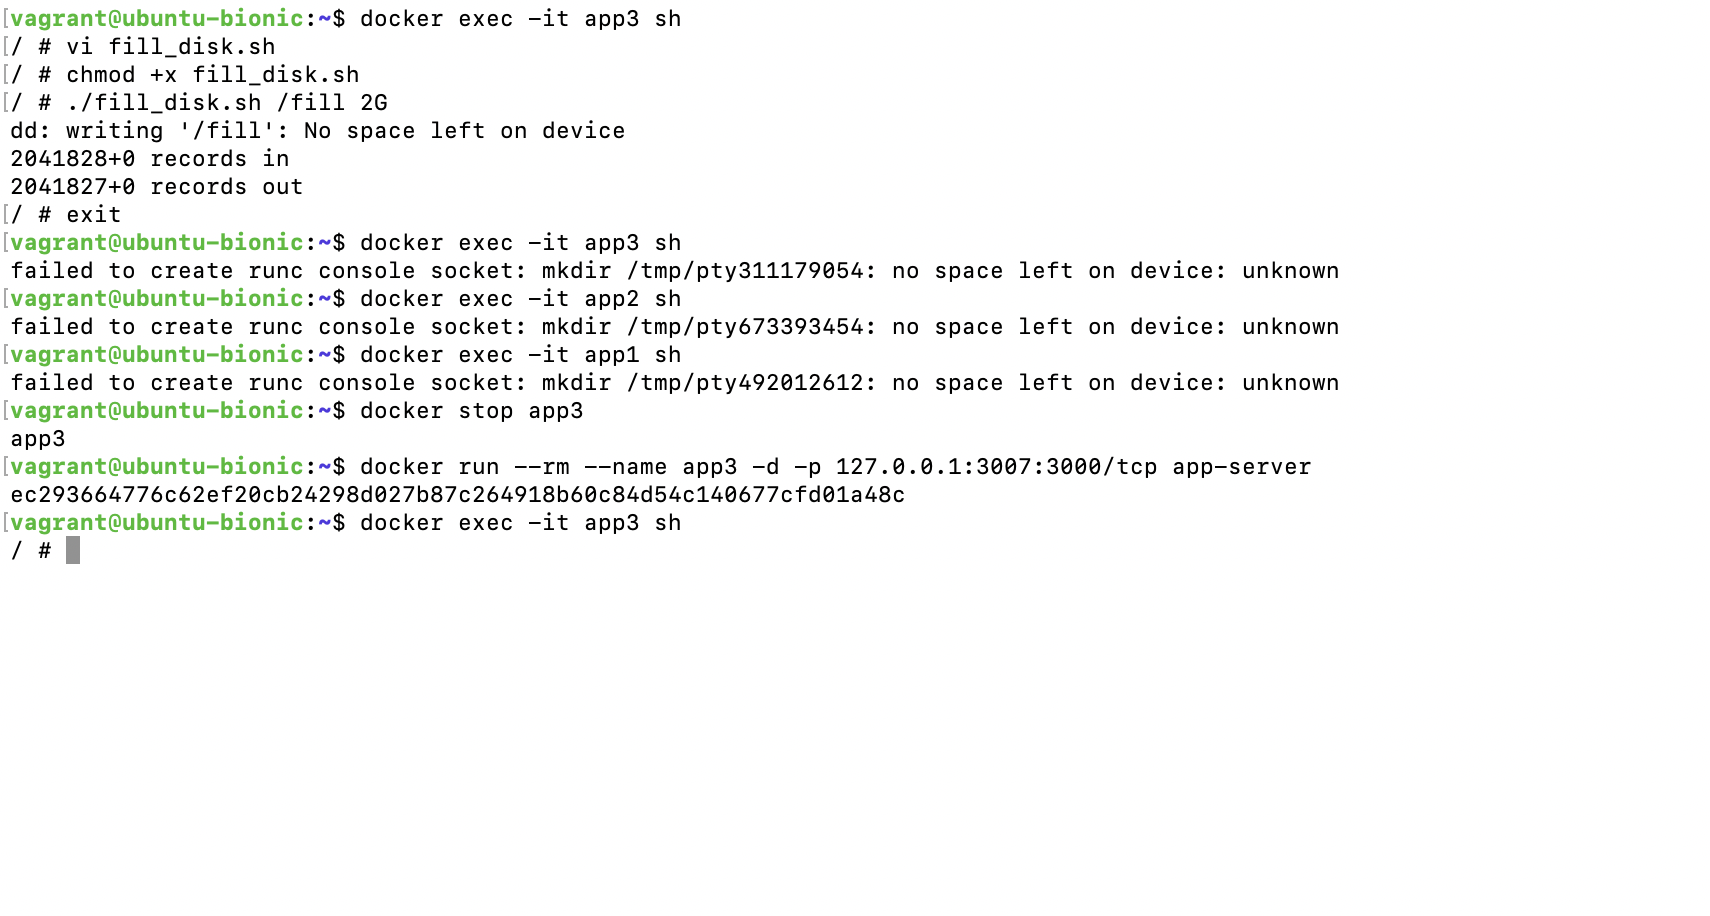 [vagrant@ubuntu-bionic:~$ docker exec -it app3 sh
[/ # vi fill_disk.sh
[/ # chmod +x fill_disk.sh
[/ # ./fill_disk.sh /fill 2G
dd: writing '/fill': No space left on device
2041828+0 records in
2041827+0 records out
[/ # exit
[vagrant@ubuntu-bionic:~$ docker exec -it app3 sh
failed to create runc console socket: mkdir /tmp/pty311179054: no space left on device: unknown
[vagrant@ubuntu-bionic:~$ docker exec -it app2 sh
failed to create runc console socket: mkdir /tmp/pty673393454: no space left on device: unknown
[vagrant@ubuntu-bionic:~$ docker exec -it app1 sh
failed to create runc console socket: mkdir /tmp/pty492012612: no space left on device: unknown
[vagrant@ubuntu-bionic:~$ docker stop app3
app3
[vagrant@ubuntu-bionic:~$ docker run --rm --name app3 -d -p 127.0.0.1:3007:3000/tcp app-server
ec293664776c62ef20cb24298d027b87c264918b60c84d54c140677cfd01a48c
[vagrant@ubuntu-bionic:~$ docker exec -it app3 sh
/ #